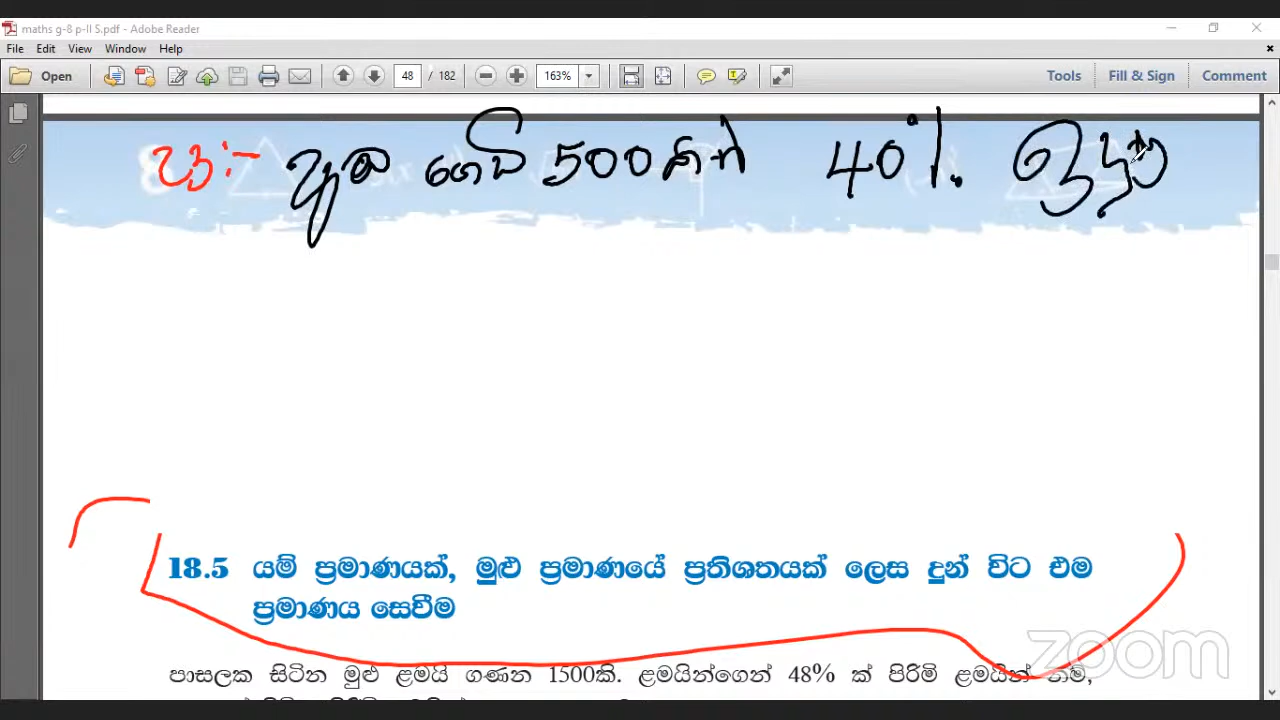 maths g-8 p-II S.pdf - Adobe Reader
File Edit View Window Help
Open 48 / 182 163% Tools Fill & Sign Comment
උදා:- අඹ ගෙඩි 500කින් 40%
18.5 යම් ප්‍රමාණයක්, මුළු ප්‍රමාණයේ ප්‍රතිශතයක් ලෙස දුන් විට එම
ප්‍රමාණය සෙවීම
zoom
පාසලක සිටින මුළු ළමයි ගණන 1500කි. ළමයින්ගෙන් 48% ක් පිරිමි ළමයින් නම්,